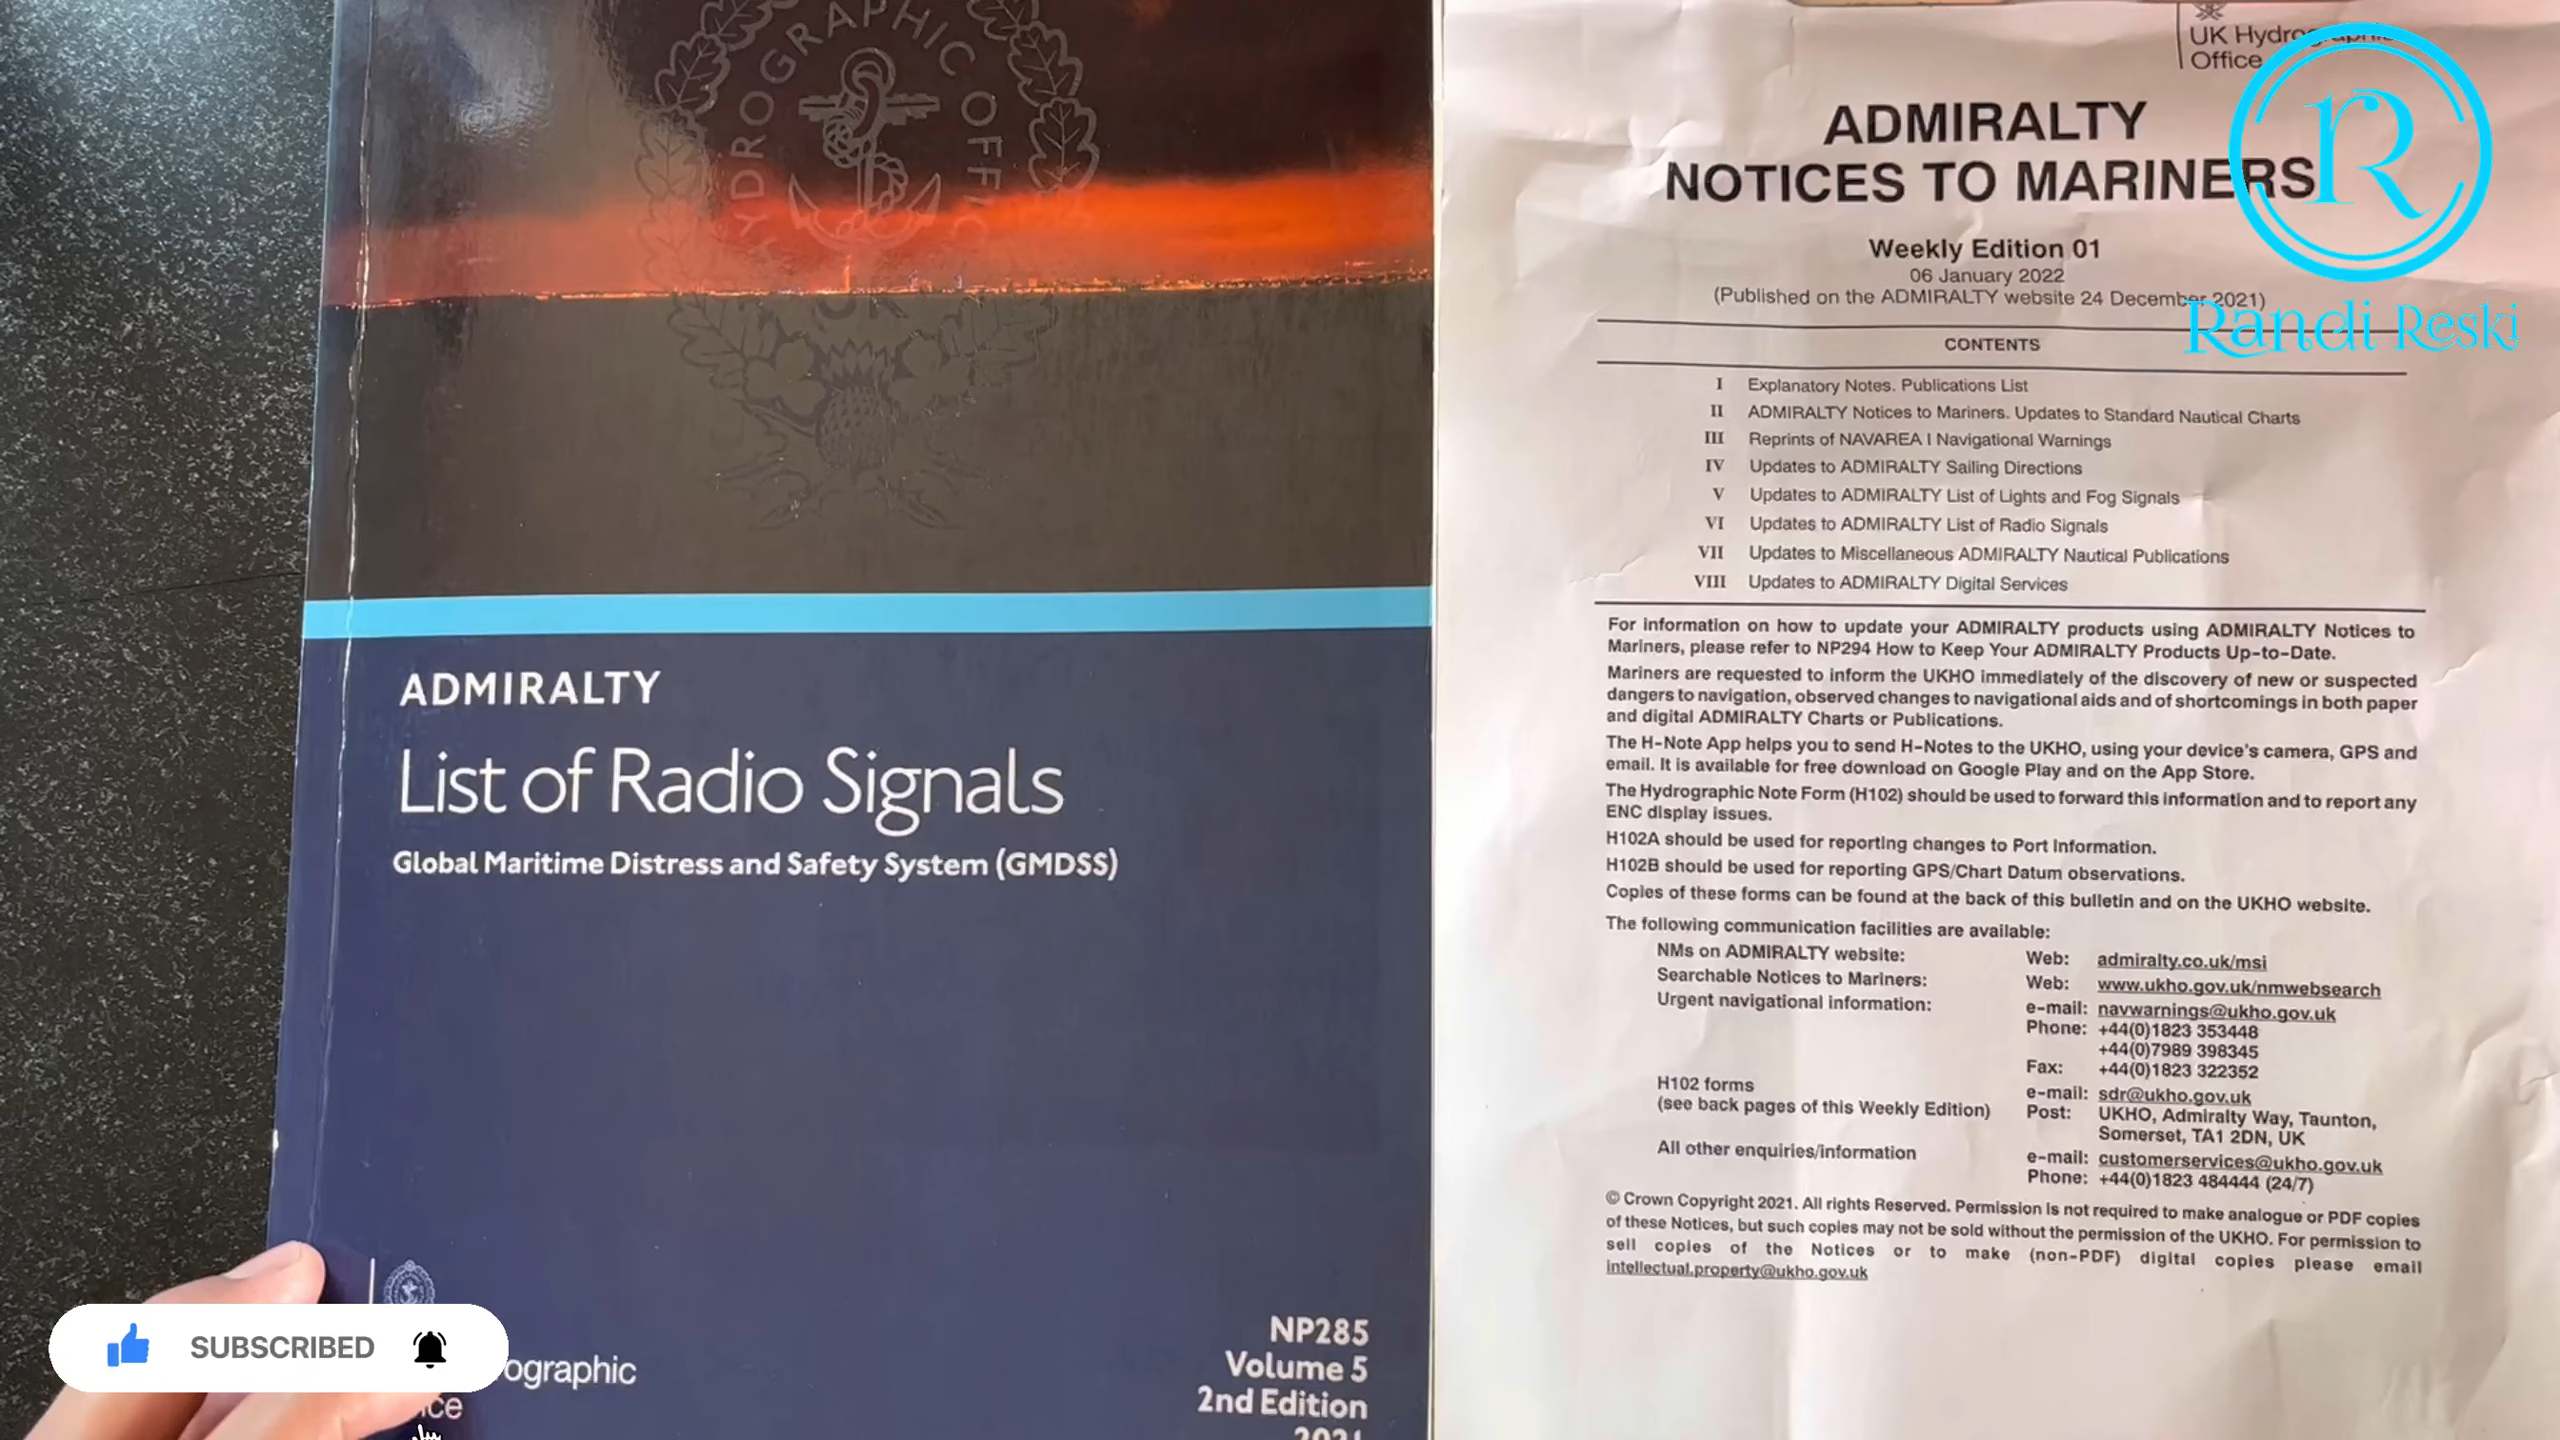 HYDROGRAPHIC OFFICE
UK
ADMIRALTY
List of Radio Signals
Global Maritime Distress and Safety System (GMDSS)
ographic
ice
NP285
Volume 5
2nd Edition
2021
SUBSCRIBED
UK Hydrographic
Office
ADMIRALTY
NOTICES TO MARINERS
Weekly Edition 01
06 January 2022
(Published on the ADMIRALTY website 24 December 2021)
R
Randi Reski
CONTENTS
I Explanatory Notes. Publications List
II ADMIRALTY Notices to Mariners. Updates to Standard Nautical Charts
III Reprints of NAVAREA I Navigational Warnings
IV Updates to ADMIRALTY Sailing Directions
V Updates to ADMIRALTY List of Lights and Fog Signals
VI Updates to ADMIRALTY List of Radio Signals
VII Updates to Miscellaneous ADMIRALTY Nautical Publications
VIII Updates to ADMIRALTY Digital Services
For information on how to update your ADMIRALTY products using ADMIRALTY Notices to
Mariners, please refer to NP294 How to Keep Your ADMIRALTY Products Up-to-Date.
Mariners are requested to inform the UKHO immediately of the discovery of new or suspected
dangers to navigation, observed changes to navigational aids and of shortcomings in both paper
and digital ADMIRALTY Charts or Publications.
The H-Note App helps you to send H-Notes to the UKHO, using your device's camera, GPS and
email. It is available for free download on Google Play and on the App Store.
The Hydrographic Note Form (H102) should be used to forward this information and to report any
ENC display issues.
H102A should be used for reporting changes to Port Information.
H102B should be used for reporting GPS/Chart Datum observations.
Copies of these forms can be found at the back of this bulletin and on the UKHO website.
The following communication facilities are available:
NMs on ADMIRALTY website: Web: admiralty.co.uk/msi
Searchable Notices to Mariners: Web: www.ukho.gov.uk/nmwebsearch
Urgent navigational information: e-mail: navwarnings@ukho.gov.uk
Phone: +44(0)1823 353448
+44(0)7989 398345
Fax: +44(0)1823 322352
H102 forms e-mail: sdr@ukho.gov.uk
(see back pages of this Weekly Edition) Post: UKHO, Admiralty Way, Taunton,
Somerset, TA1 2DN, UK
All other enquiries/information e-mail: customerservices@ukho.gov.uk
Phone: +44(0)1823 484444 (24/7)
© Crown Copyright 2021. All rights Reserved. Permission is not required to make analogue or PDF copies
of these Notices, but such copies may not be sold without the permission of the UKHO. For permission to
sell copies of the Notices or to make (non-PDF) digital copies please email
intellectual.property@ukho.gov.uk